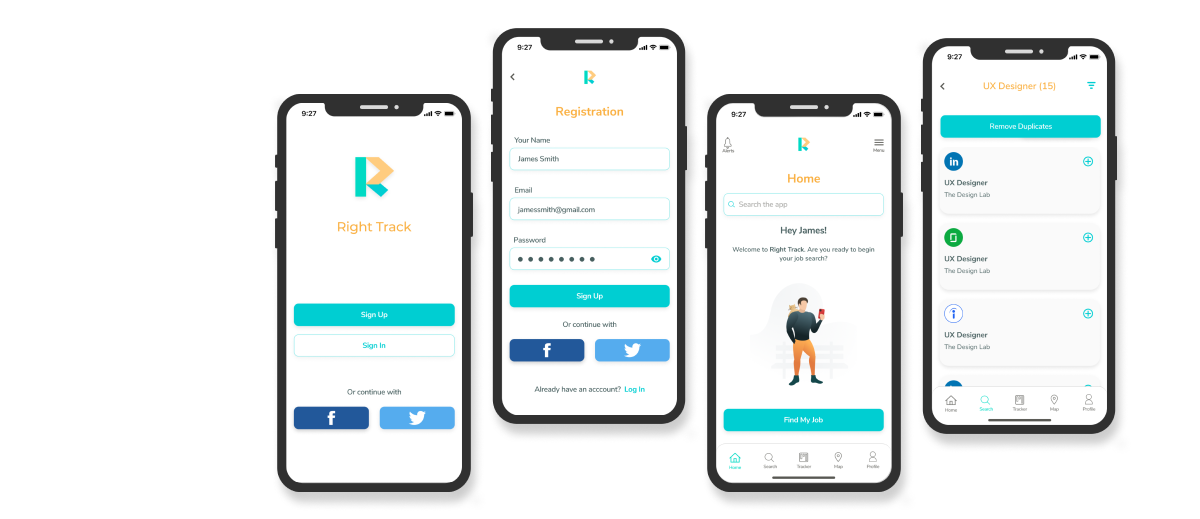 9:27
Right Track
Sign Up
Sign In
Or continue with
f
9:27
R
Registration
Your Name
James Smith
Email
jamessmith@gmail.com
Password
Sign Up
Or continue with
f
Already have an acccount? Log In
9:27
Alerts
Menu
Home
Search the app
Hey James!
Welcome to Right Track. Are you ready to begin
your job search?
Find My Job
Home Search Tracker Map Profile
9:27
UX Designer (15)
Remove Duplicates
in
UX Designer
The Design Lab
UX Designer
The Design Lab
UX Designer
The Design Lab
Home Search Tracker Map Profile